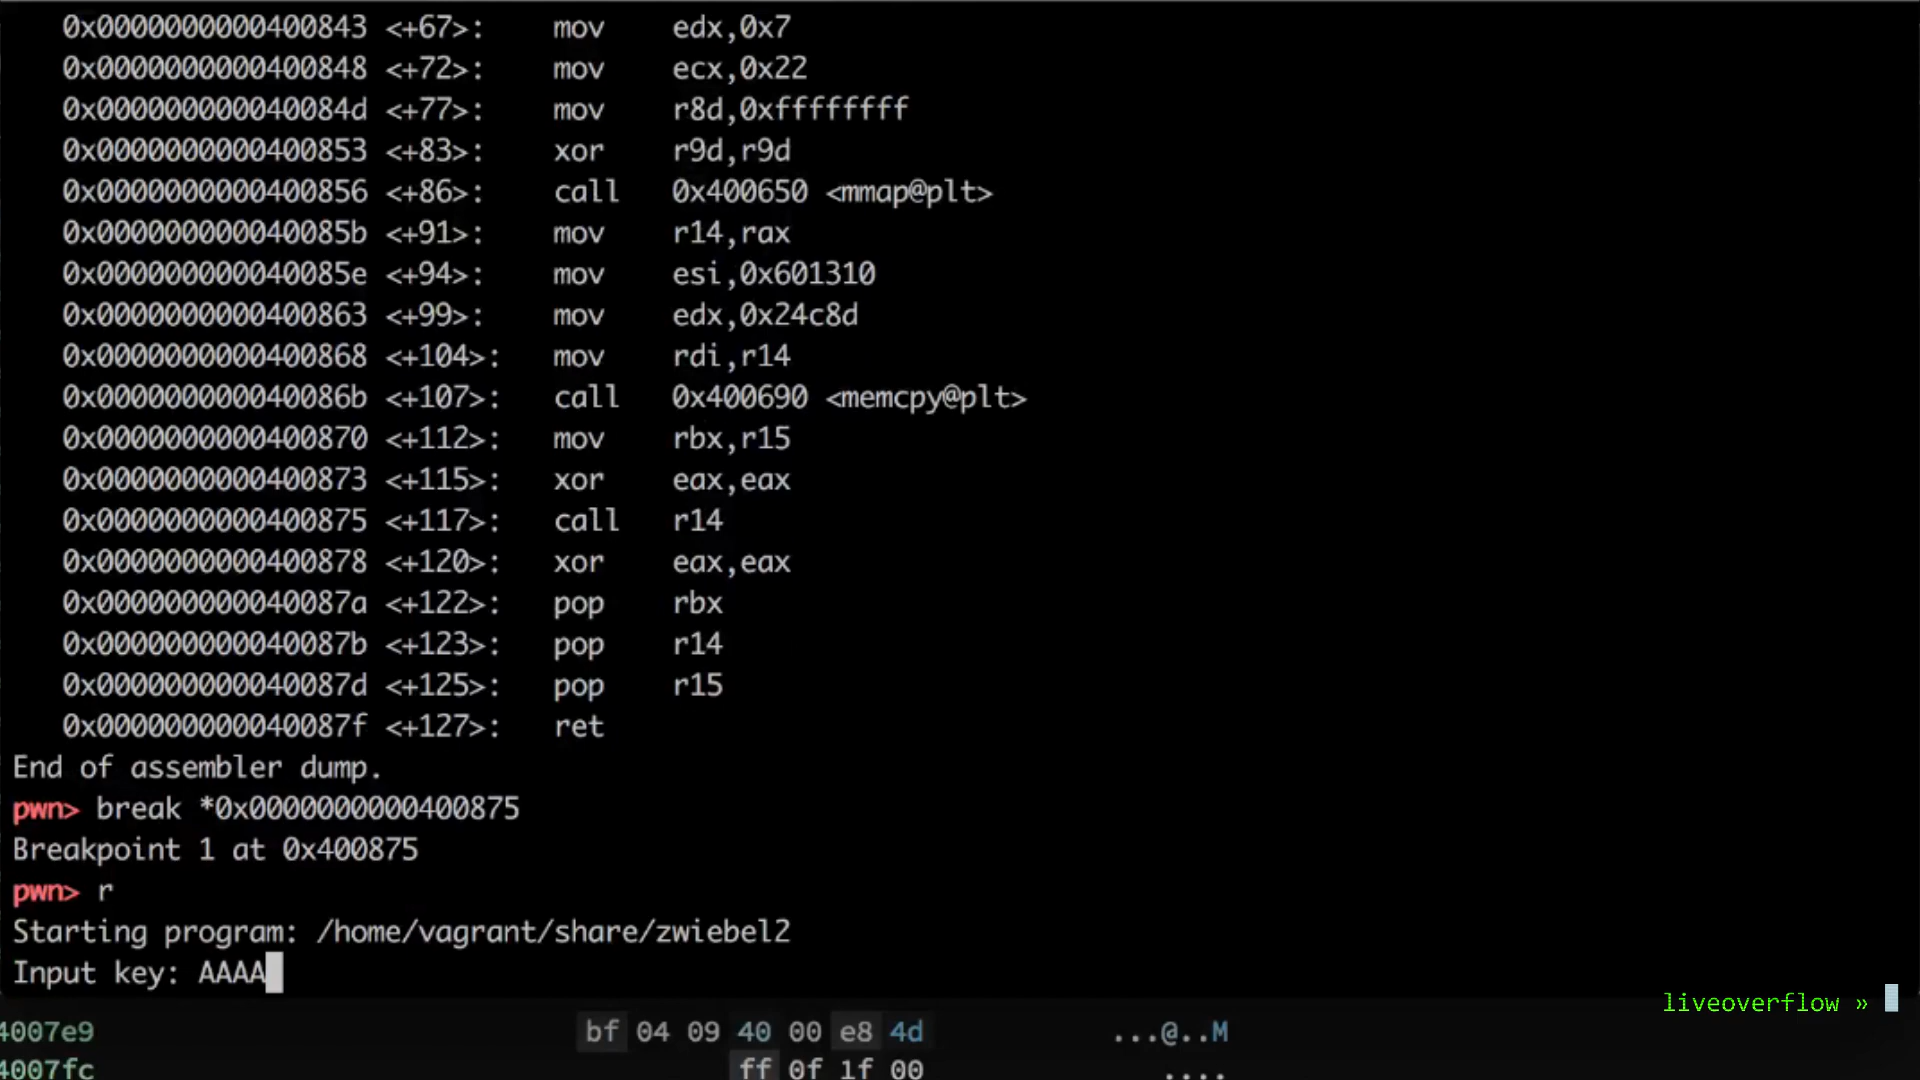 0x0000000000400843 <+67>: mov edx,0x7
0x0000000000400848 <+72>: mov ecx,0x22
0x000000000040084d <+77>: mov r8d,0xffffffff
0x0000000000400853 <+83>: xor r9d,r9d
0x0000000000400856 <+86>: call 0x400650 <mmap@plt>
0x000000000040085b <+91>: mov r14,rax
0x000000000040085e <+94>: mov esi,0x601310
0x0000000000400863 <+99>: mov edx,0x24c8d
0x0000000000400868 <+104>: mov rdi,r14
0x000000000040086b <+107>: call 0x400690 <memcpy@plt>
0x0000000000400870 <+112>: mov rbx,r15
0x0000000000400873 <+115>: xor eax,eax
0x0000000000400875 <+117>: call r14
0x0000000000400878 <+120>: xor eax,eax
0x000000000040087a <+122>: pop rbx
0x000000000040087b <+123>: pop r14
0x000000000040087d <+125>: pop r15
0x000000000040087f <+127>: ret
End of assembler dump.
pwn> break *0x0000000000400875
Breakpoint 1 at 0x400875
pwn> r
Starting program: /home/vagrant/share/zwiebel2
Input key: AAAA
liveoverflow »
4007e9 bf 04 09 40 00 e8 4d ...@..M
4007fc ff 0f 1f 00 ....